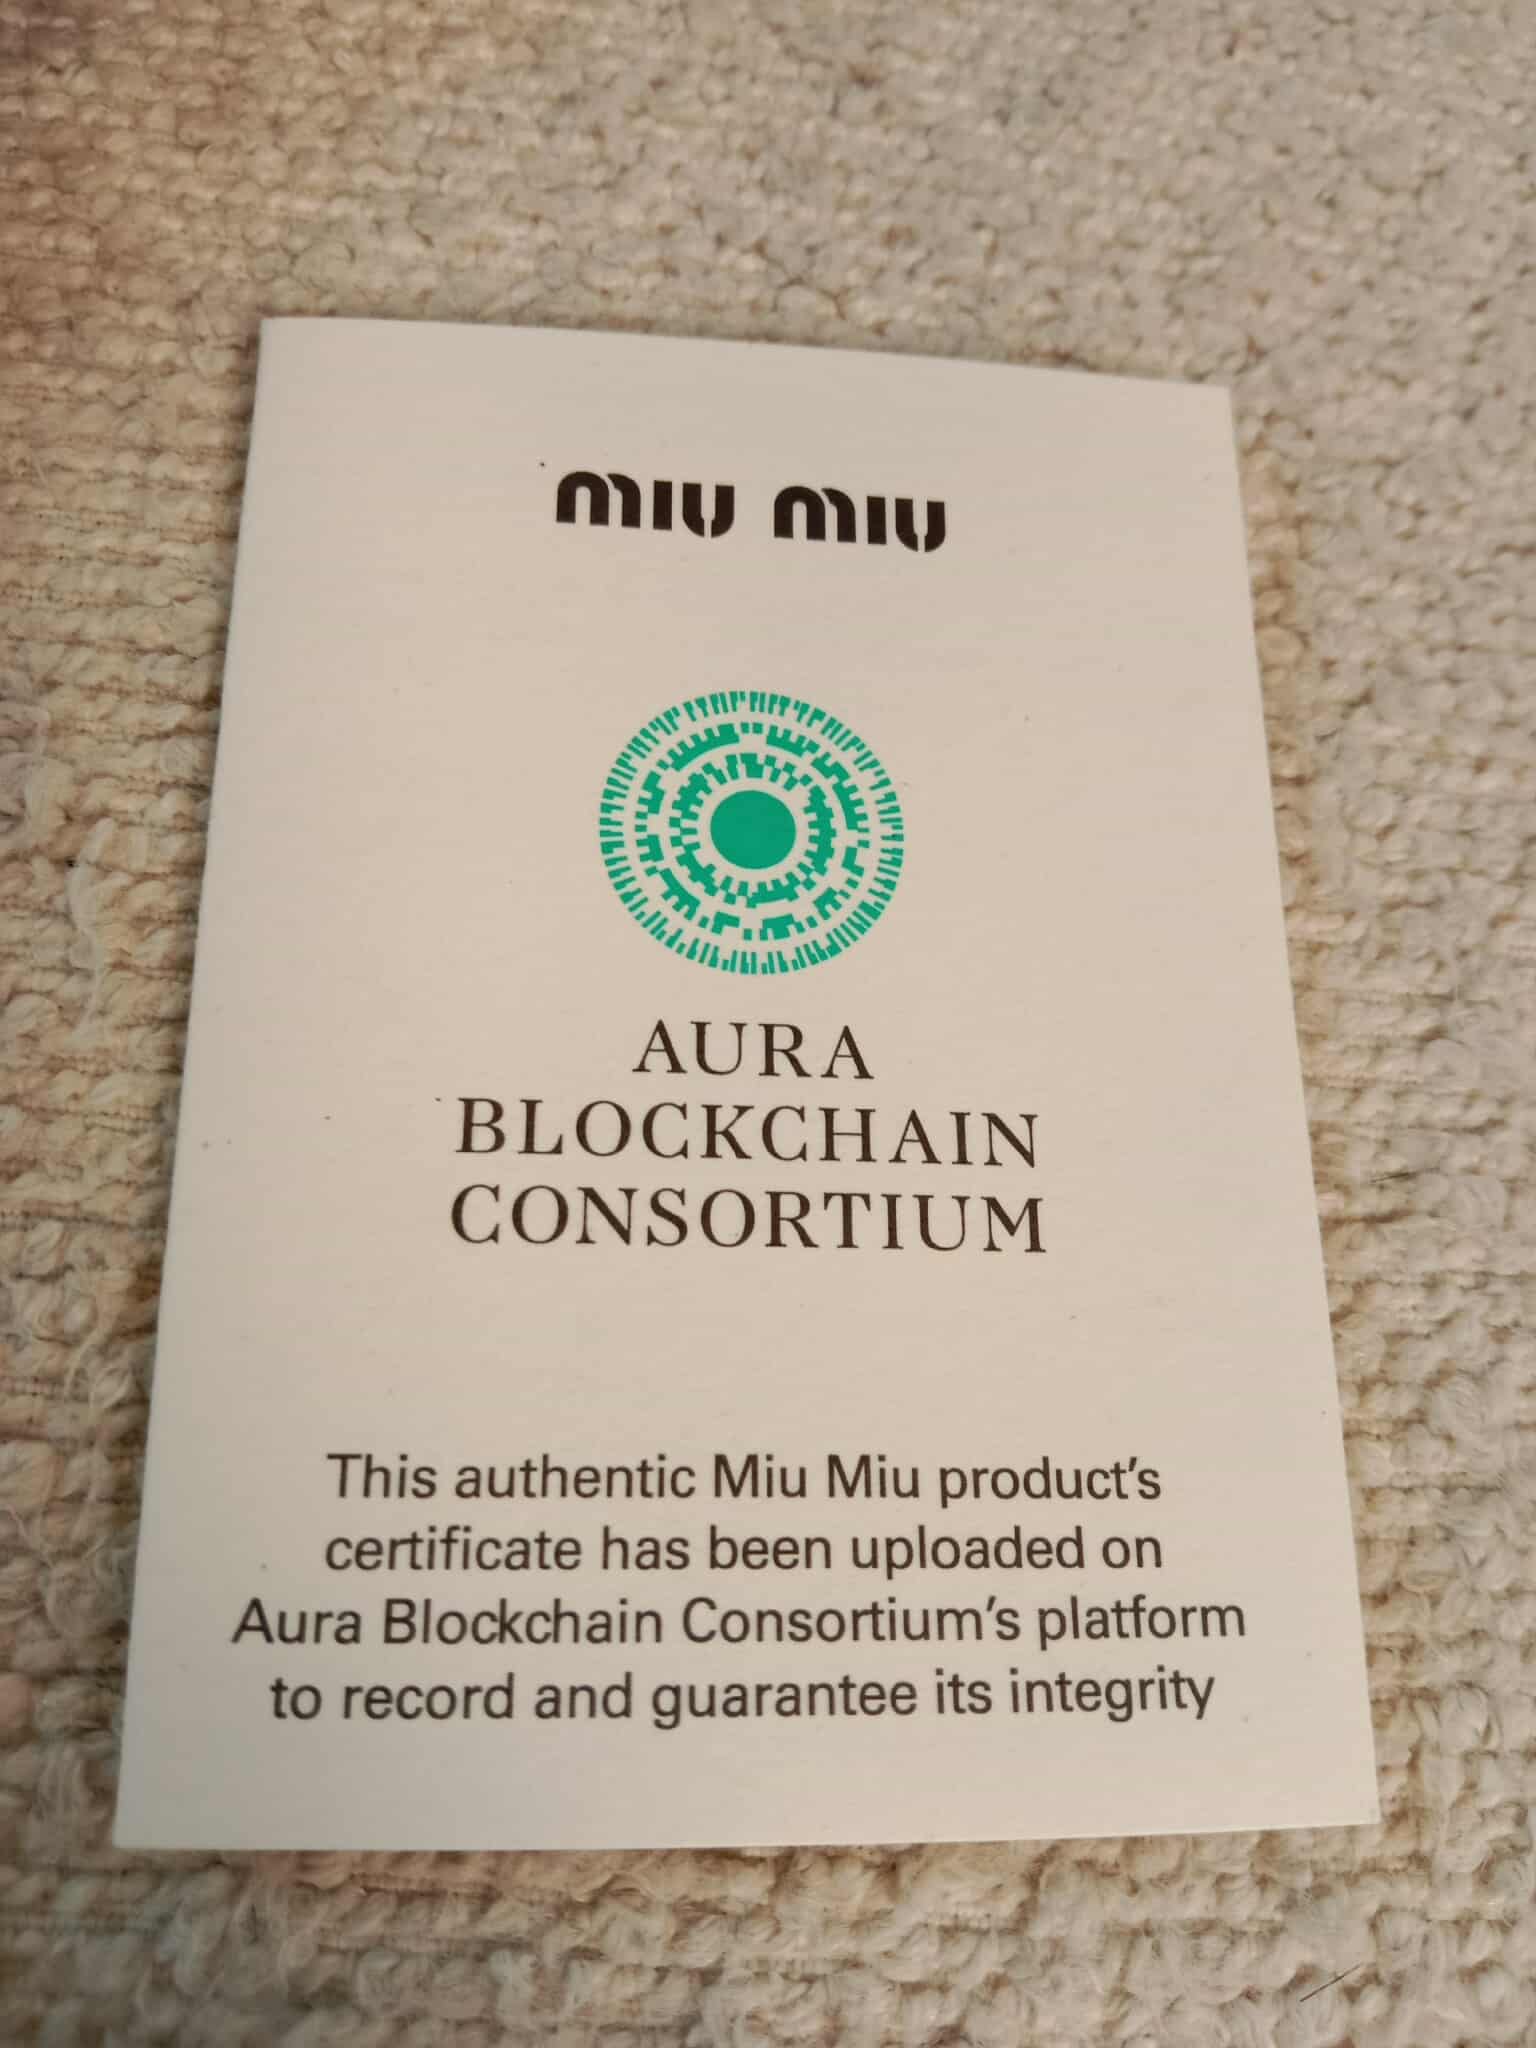 miu miu
AURA
BLOCKCHAIN
CONSORTIUM
This authentic Miu Miu product’s
certificate has been uploaded on
Aura Blockchain Consortium’s platform
to record and guarantee its integrity